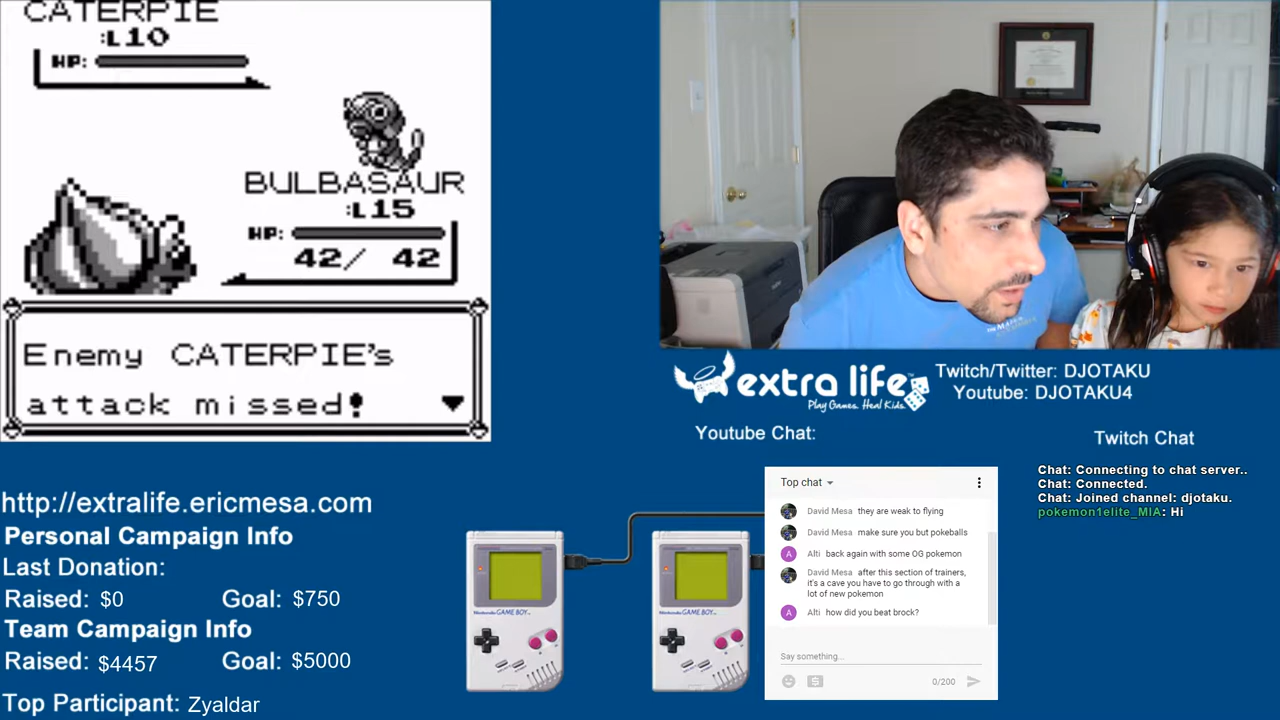 CATERPIE
:L10
HP:
BULBASAUR
:L15
HP:
42/ 42
Enemy CATERPIE's
attack missed!
extra life
Play Games. Heal Kids.
Twitch/Twitter: DJOTAKU
Youtube: DJOTAKU4
Youtube Chat:
Twitch Chat
Chat: Connecting to chat server..
Chat: Connected.
Chat: Joined channel: djotaku.
pokemon1elite_MIA: Hi
Top chat
David Mesa they are weak to flying
David Mesa make sure you but pokeballs
A Alti back again with some OG pokemon
David Mesa after this section of trainers,
it's a cave you have to go through with a
lot of new pokemon
A Alti how did you beat brock?
Say something...
0/200
http://extralife.ericmesa.com
Personal Campaign Info
Last Donation:
Raised: $0 Goal: $750
Team Campaign Info
Raised: $4457 Goal: $5000
Top Participant: Zyaldar
Nintendo GAME BOY
Nintendo GAME BOY